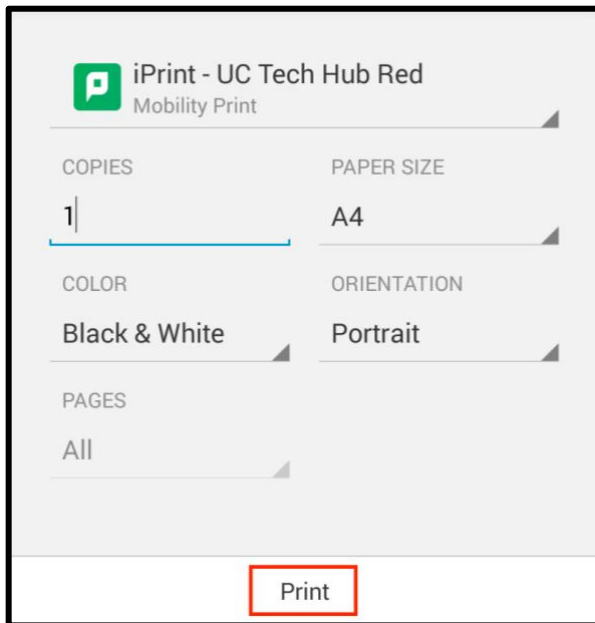 iPrint - UC Tech Hub Red
Mobility Print
COPIES
PAPER SIZE
1
A4
COLOR
ORIENTATION
Black & White
Portrait
PAGES
All
Print